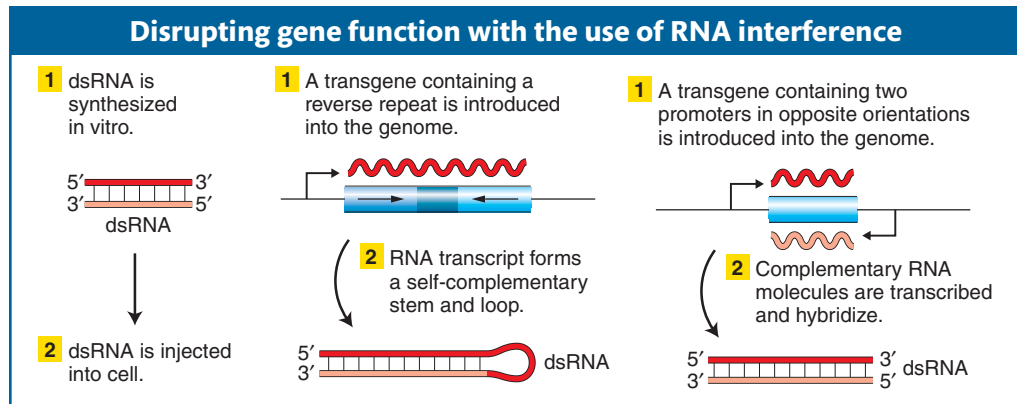 Disrupting gene function with the use of RNA interference
1 dsRNA is
synthesized
in vitro.
5′ 3′
3′ 5′
dsRNA
2 dsRNA is injected
into cell.
1 A transgene containing a
reverse repeat is introduced
into the genome.
2 RNA transcript forms
a self-complementary
stem and loop.
5′
3′
dsRNA
1 A transgene containing two
promoters in opposite orientations
is introduced into the genome.
2 Complementary RNA
molecules are transcribed
and hybridize.
5′ 3′
3′ 5′
dsRNA